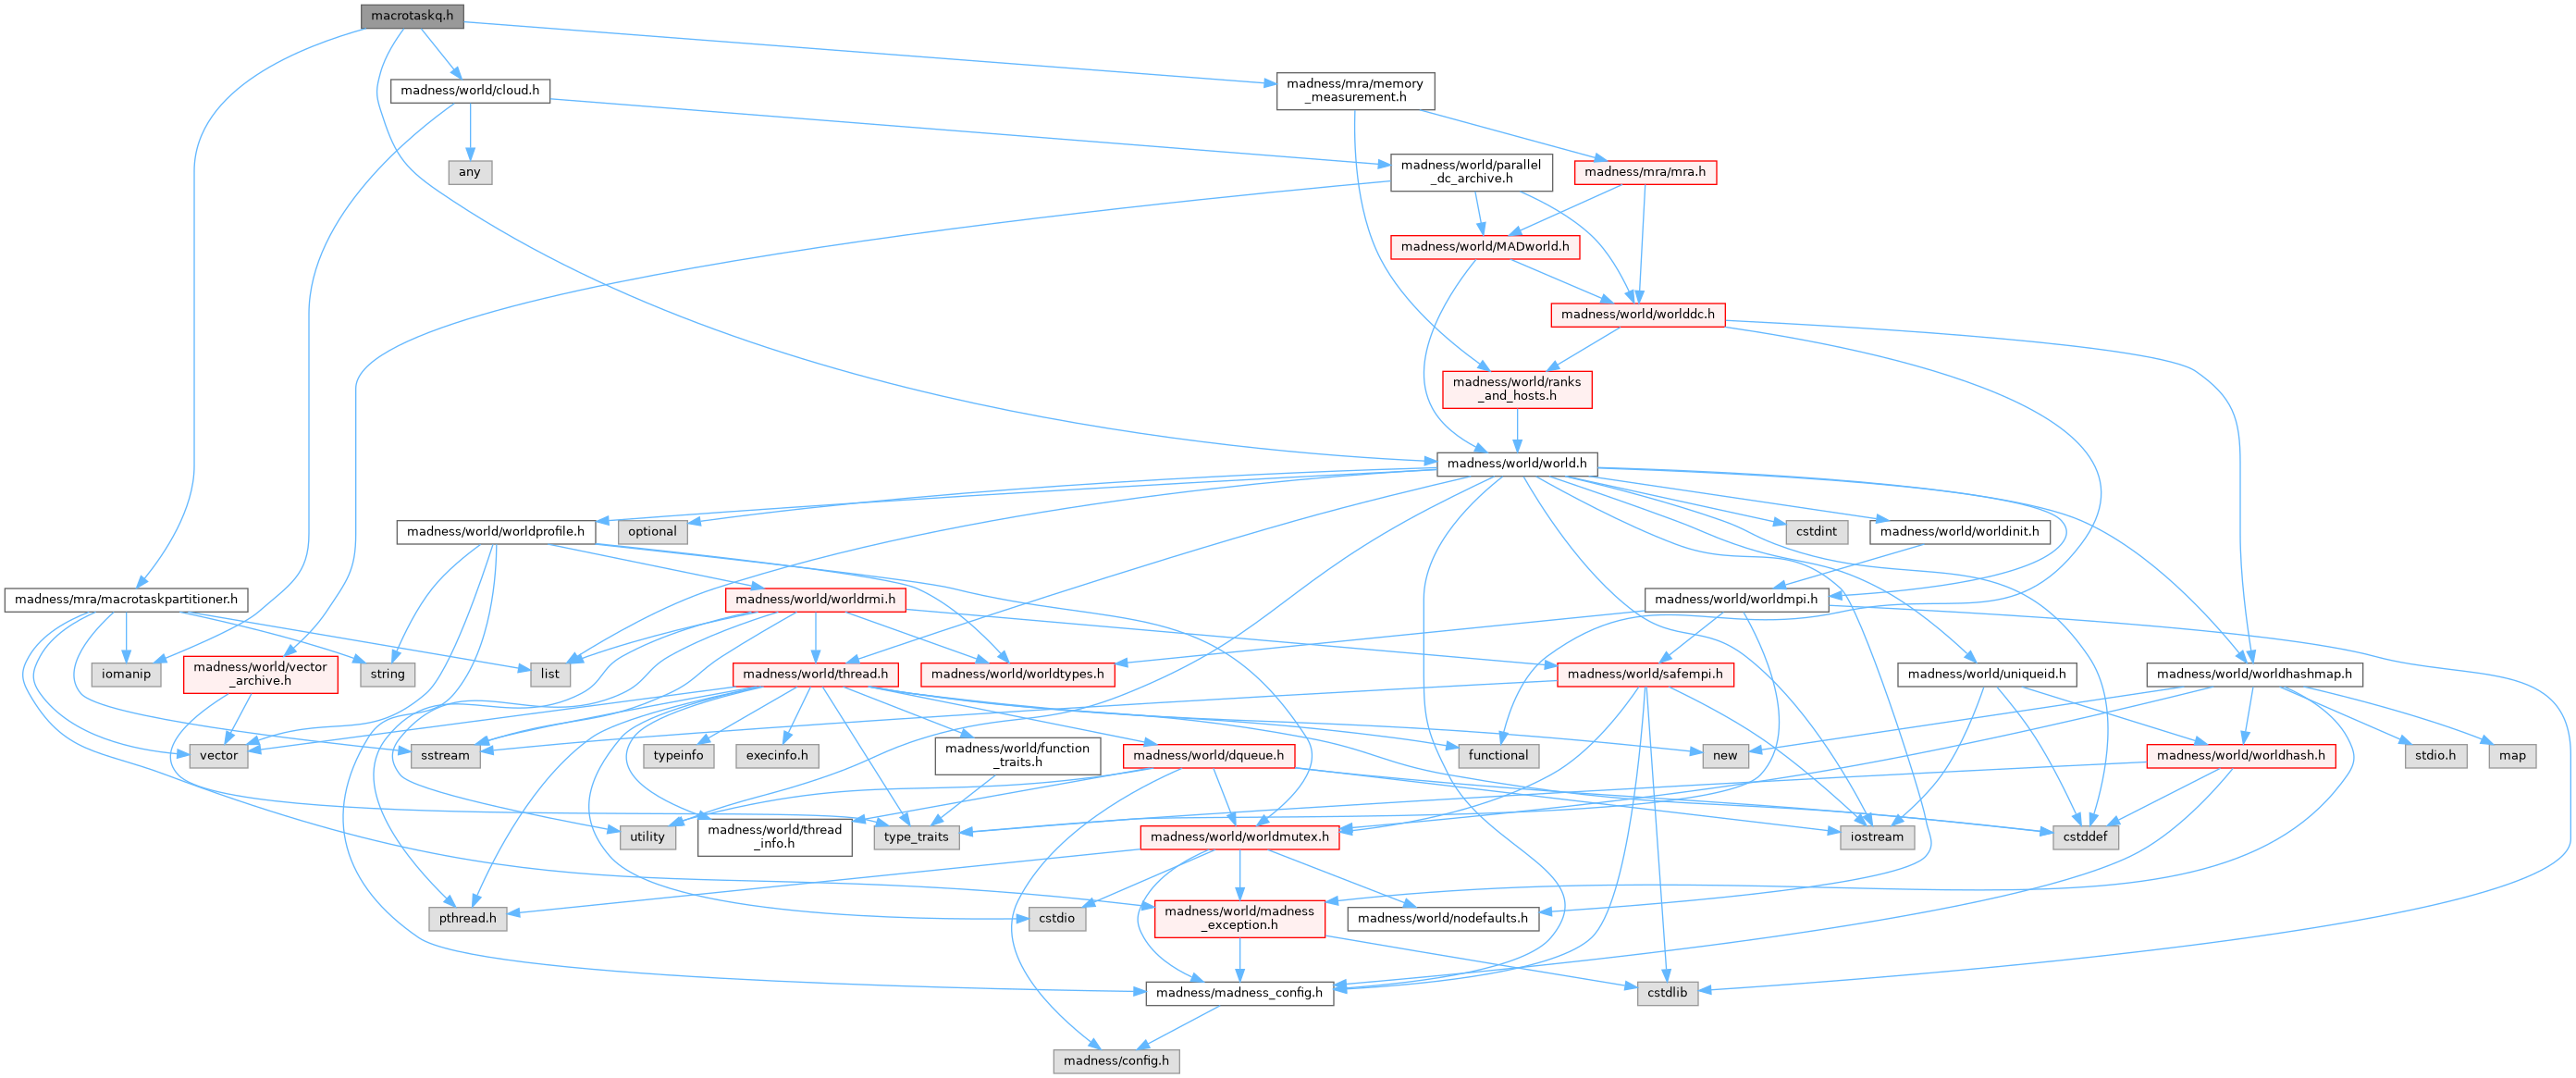 macrotaskq.h
madness/world/cloud.h
madness/mra/memory
_measurement.h
any
madness/world/parallel
_dc_archive.h
madness/mra/mra.h
madness/world/MADworld.h
madness/world/worlddc.h
madness/world/ranks
_and_hosts.h
madness/world/world.h
madness/world/worldprofile.h
optional
cstdint
madness/world/worldinit.h
madness/mra/macrotaskpartitioner.h
madness/world/worldrmi.h
madness/world/worldmpi.h
iomanip
madness/world/vector
_archive.h
string
list
madness/world/thread.h
madness/world/worldtypes.h
madness/world/safempi.h
madness/world/uniqueid.h
madness/world/worldhashmap.h
vector
sstream
typeinfo
execinfo.h
madness/world/function
_traits.h
madness/world/dqueue.h
functional
new
madness/world/worldhash.h
stdio.h
map
utility
madness/world/thread
_info.h
type_traits
madness/world/worldmutex.h
iostream
cstddef
pthread.h
cstdio
madness/world/madness
_exception.h
madness/world/nodefaults.h
madness/madness_config.h
cstdlib
madness/config.h